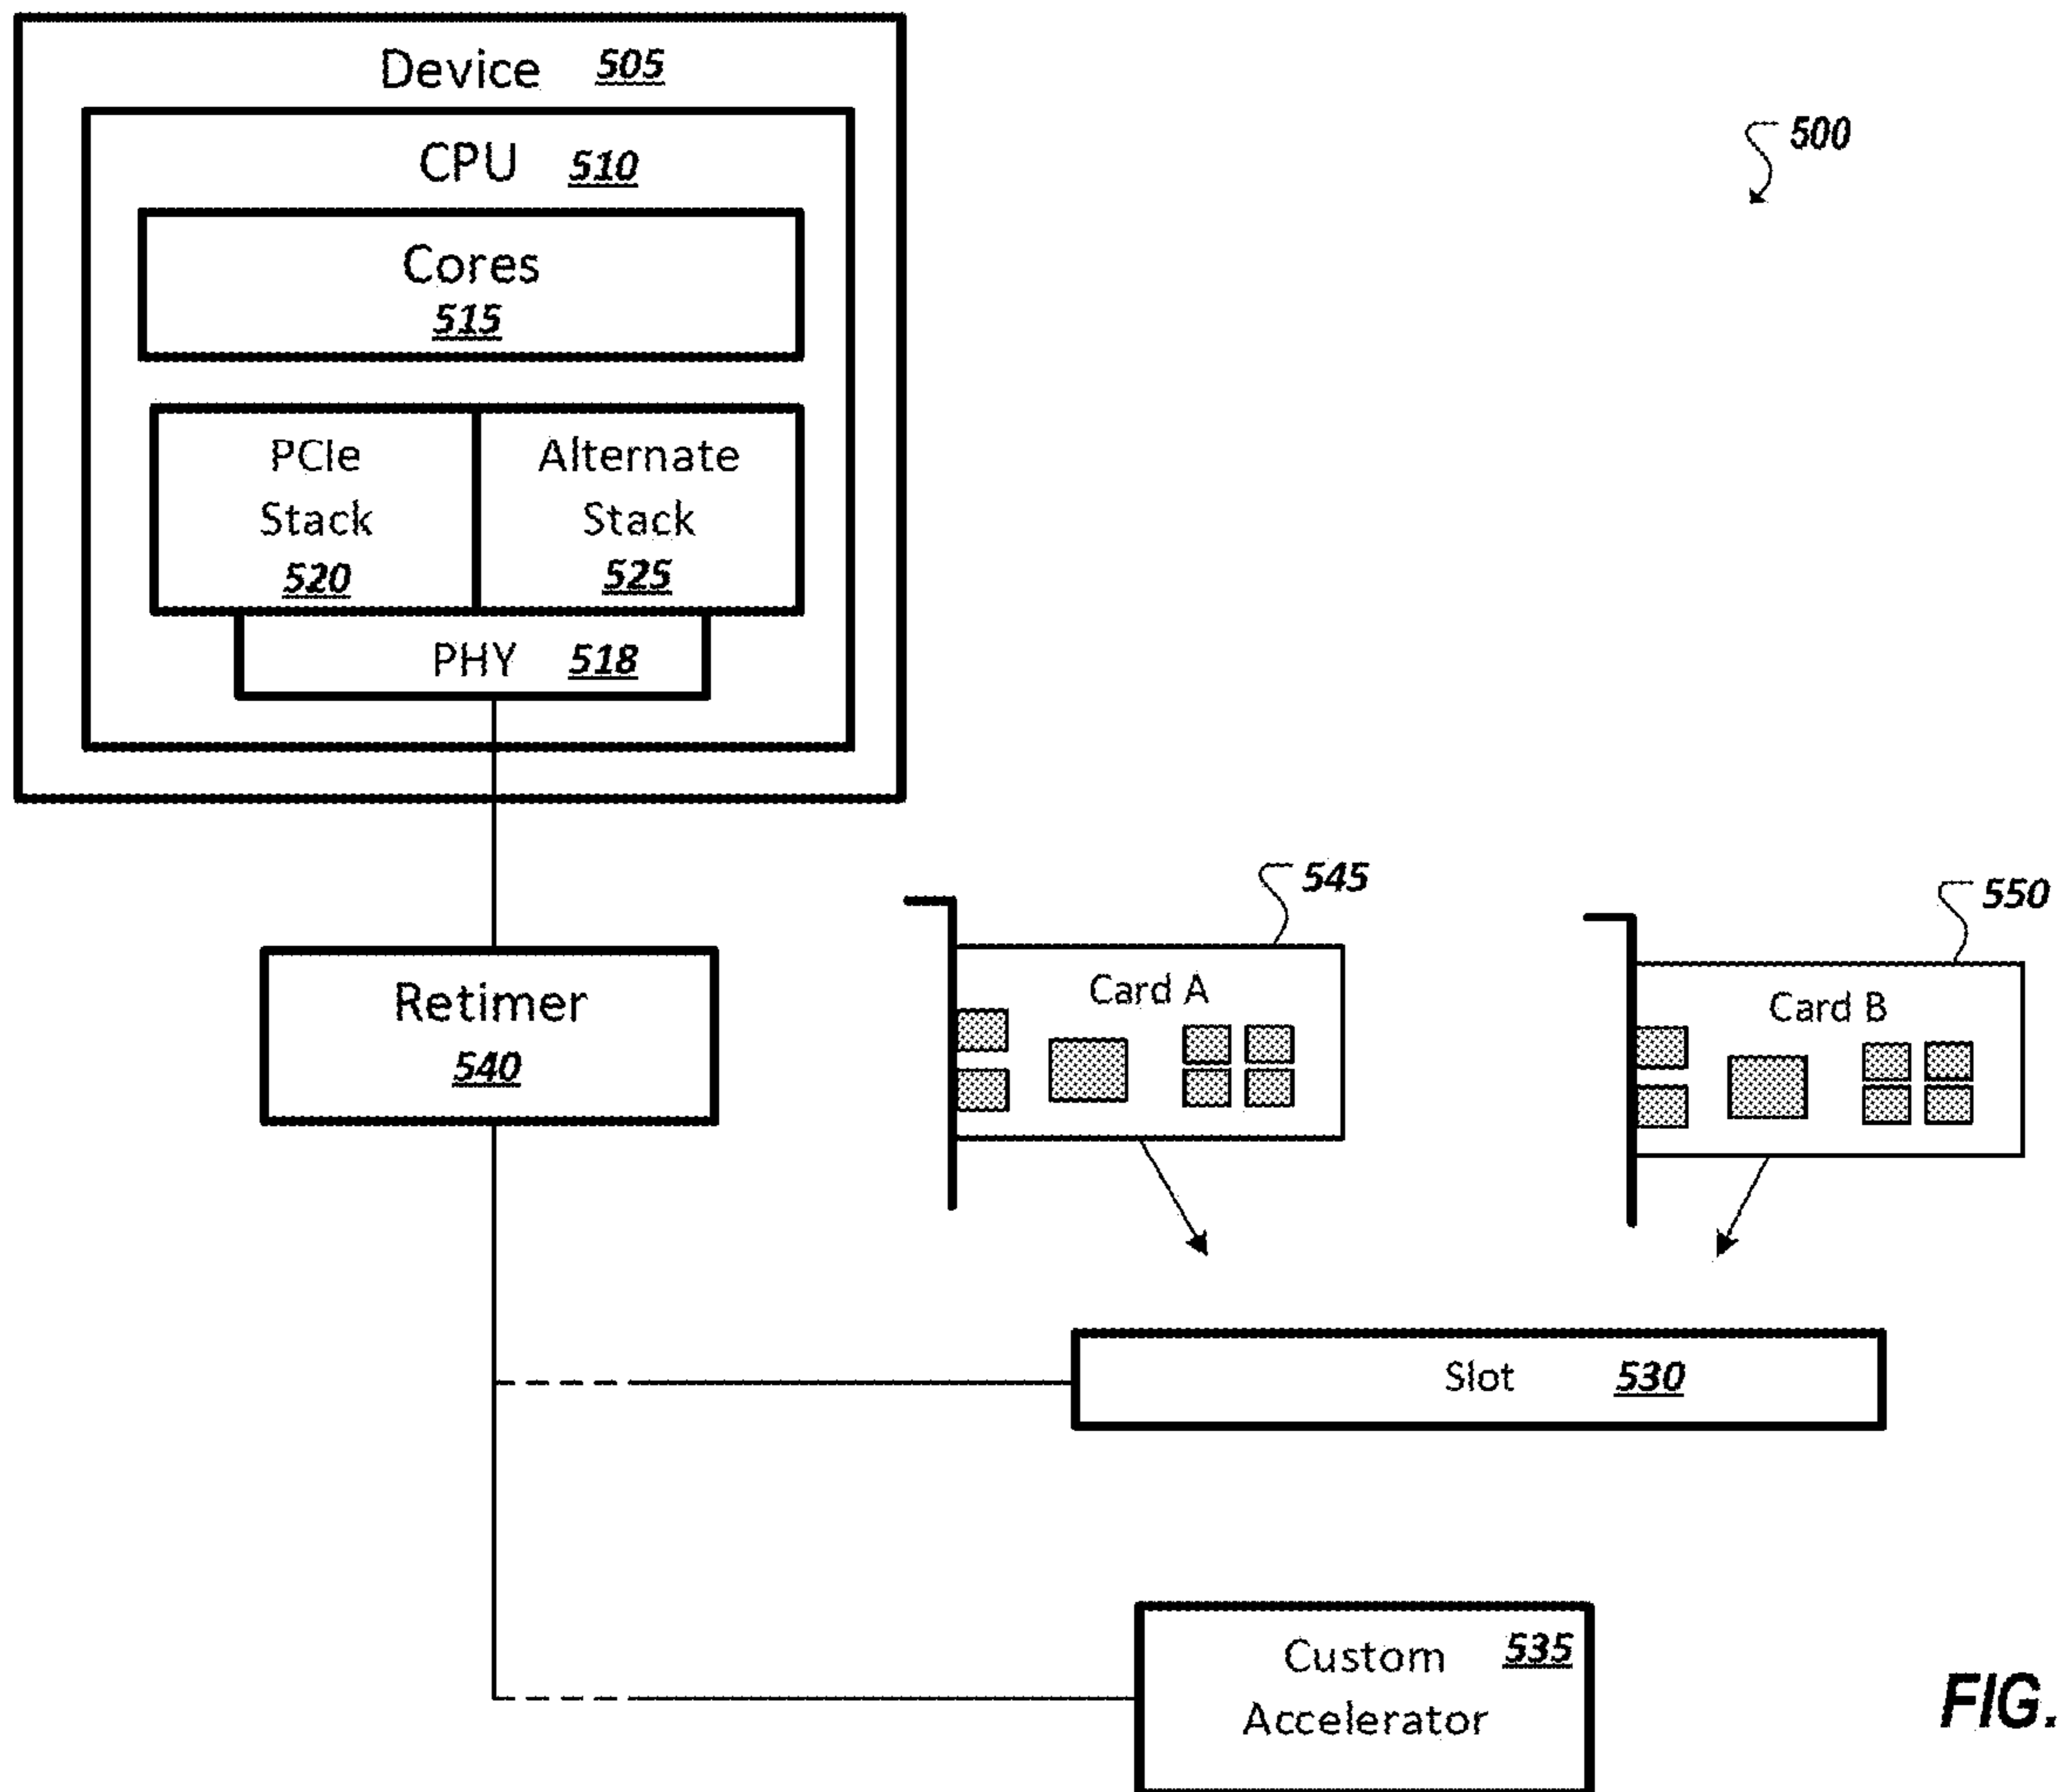 Device 505
CPU 510
500
Cores
515
PCIe
Stack
520
Alternate
Stack
525
PHY 518
545
550
Card A
Card B
Retimer
540
Slot 530
Custom 535
Accelerator
FIG.